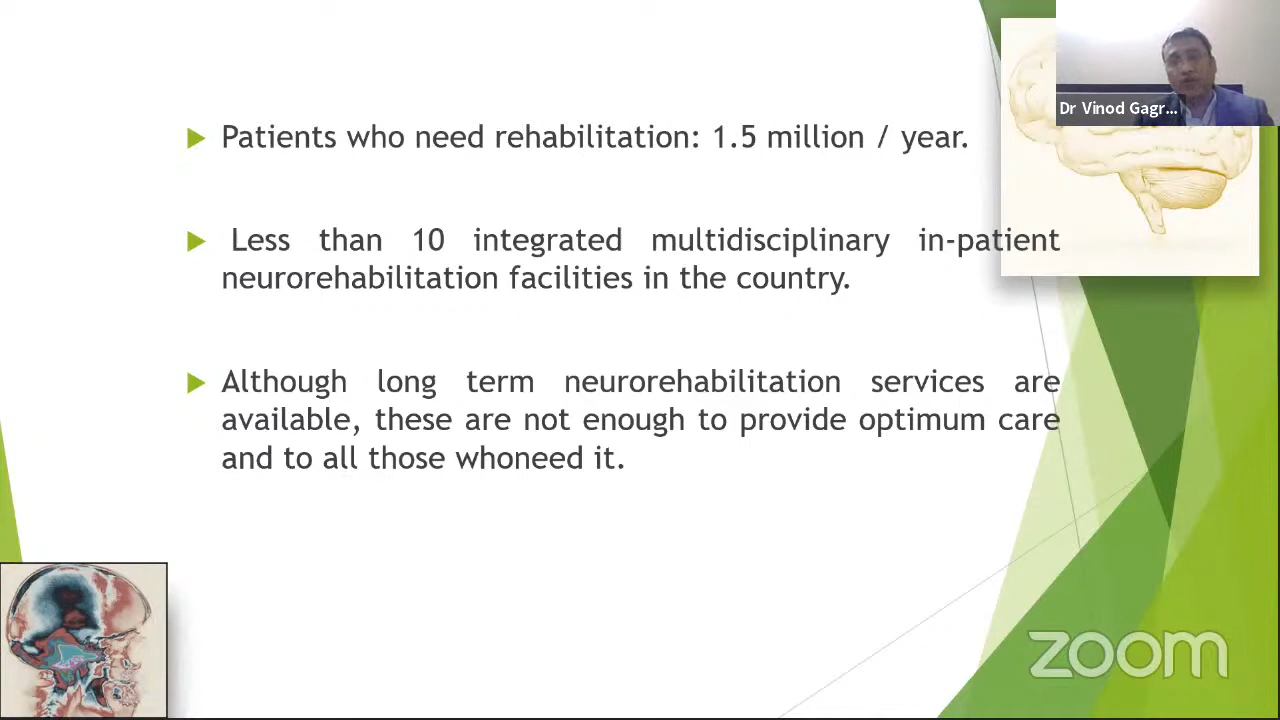 Dr Vinod Gagr...
Patients who need rehabilitation: 1.5 million / year.
Less than 10 integrated multidisciplinary in-patient
neurorehabilitation facilities in the country.
Although long term neurorehabilitation services are
available, these are not enough to provide optimum care
and to all those whoneed it.
zoom